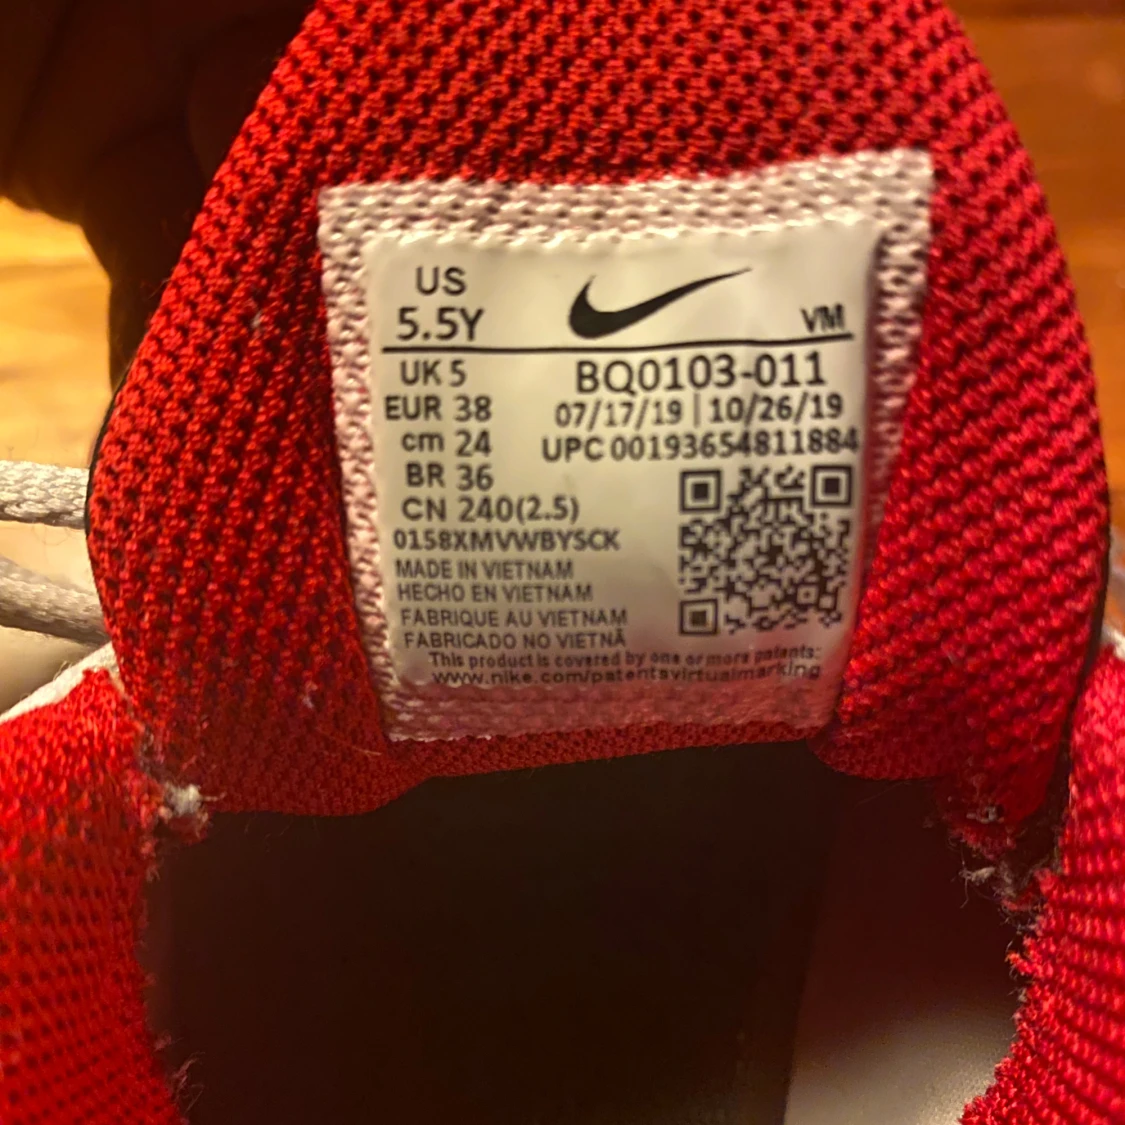 US
5.5Y
VM
UK 5
BQ0103-011
EUR 38
07/17/19 | 10/26/19
cm 24
UPC 00193654811884
BR 36
CN 240(2.5)
0158XMVWBYSCK
MADE IN VIETNAM
HECHO EN VIETNAM
FABRIQUE AU VIETNAM
FABRICADO NO VIETNÃ
This product is covered by one or more patents:
www.nike.com/patentsvirtualmarking